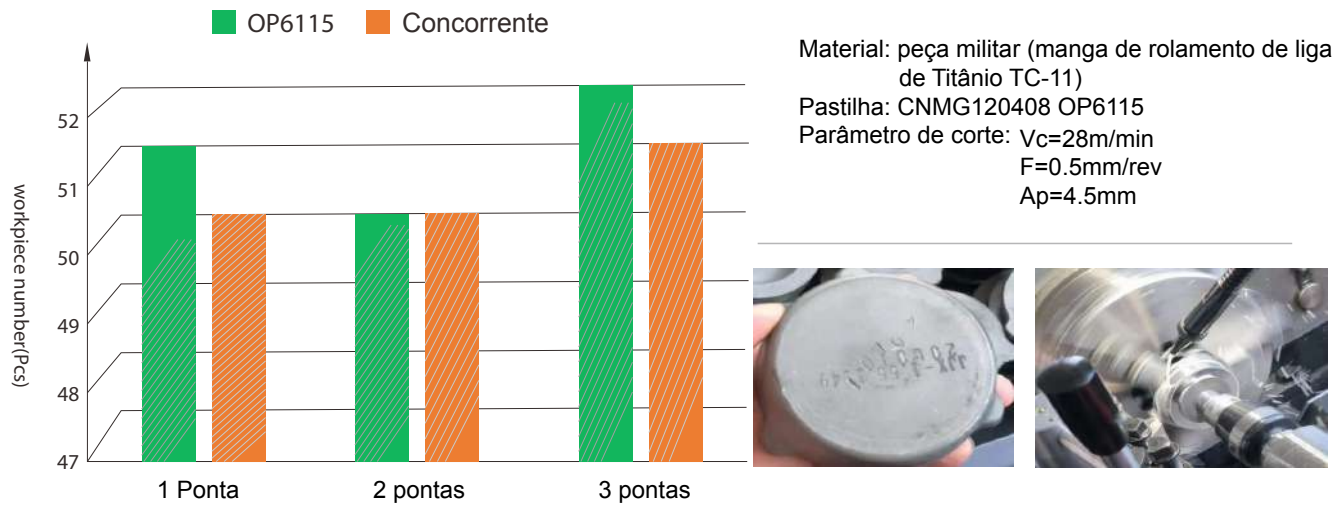 OP6115 Concorrente
Material: peça militar (manga de rolamento de liga
de Titânio TC-11)
Pastilha: CNMG120408 OP6115
Parâmetro de corte: Vc=28m/min
F=0.5mm/rev
Ap=4.5mm
workpiece number(Pcs)
52
51
50
49
48
47
1 Ponta
2 pontas
3 pontas